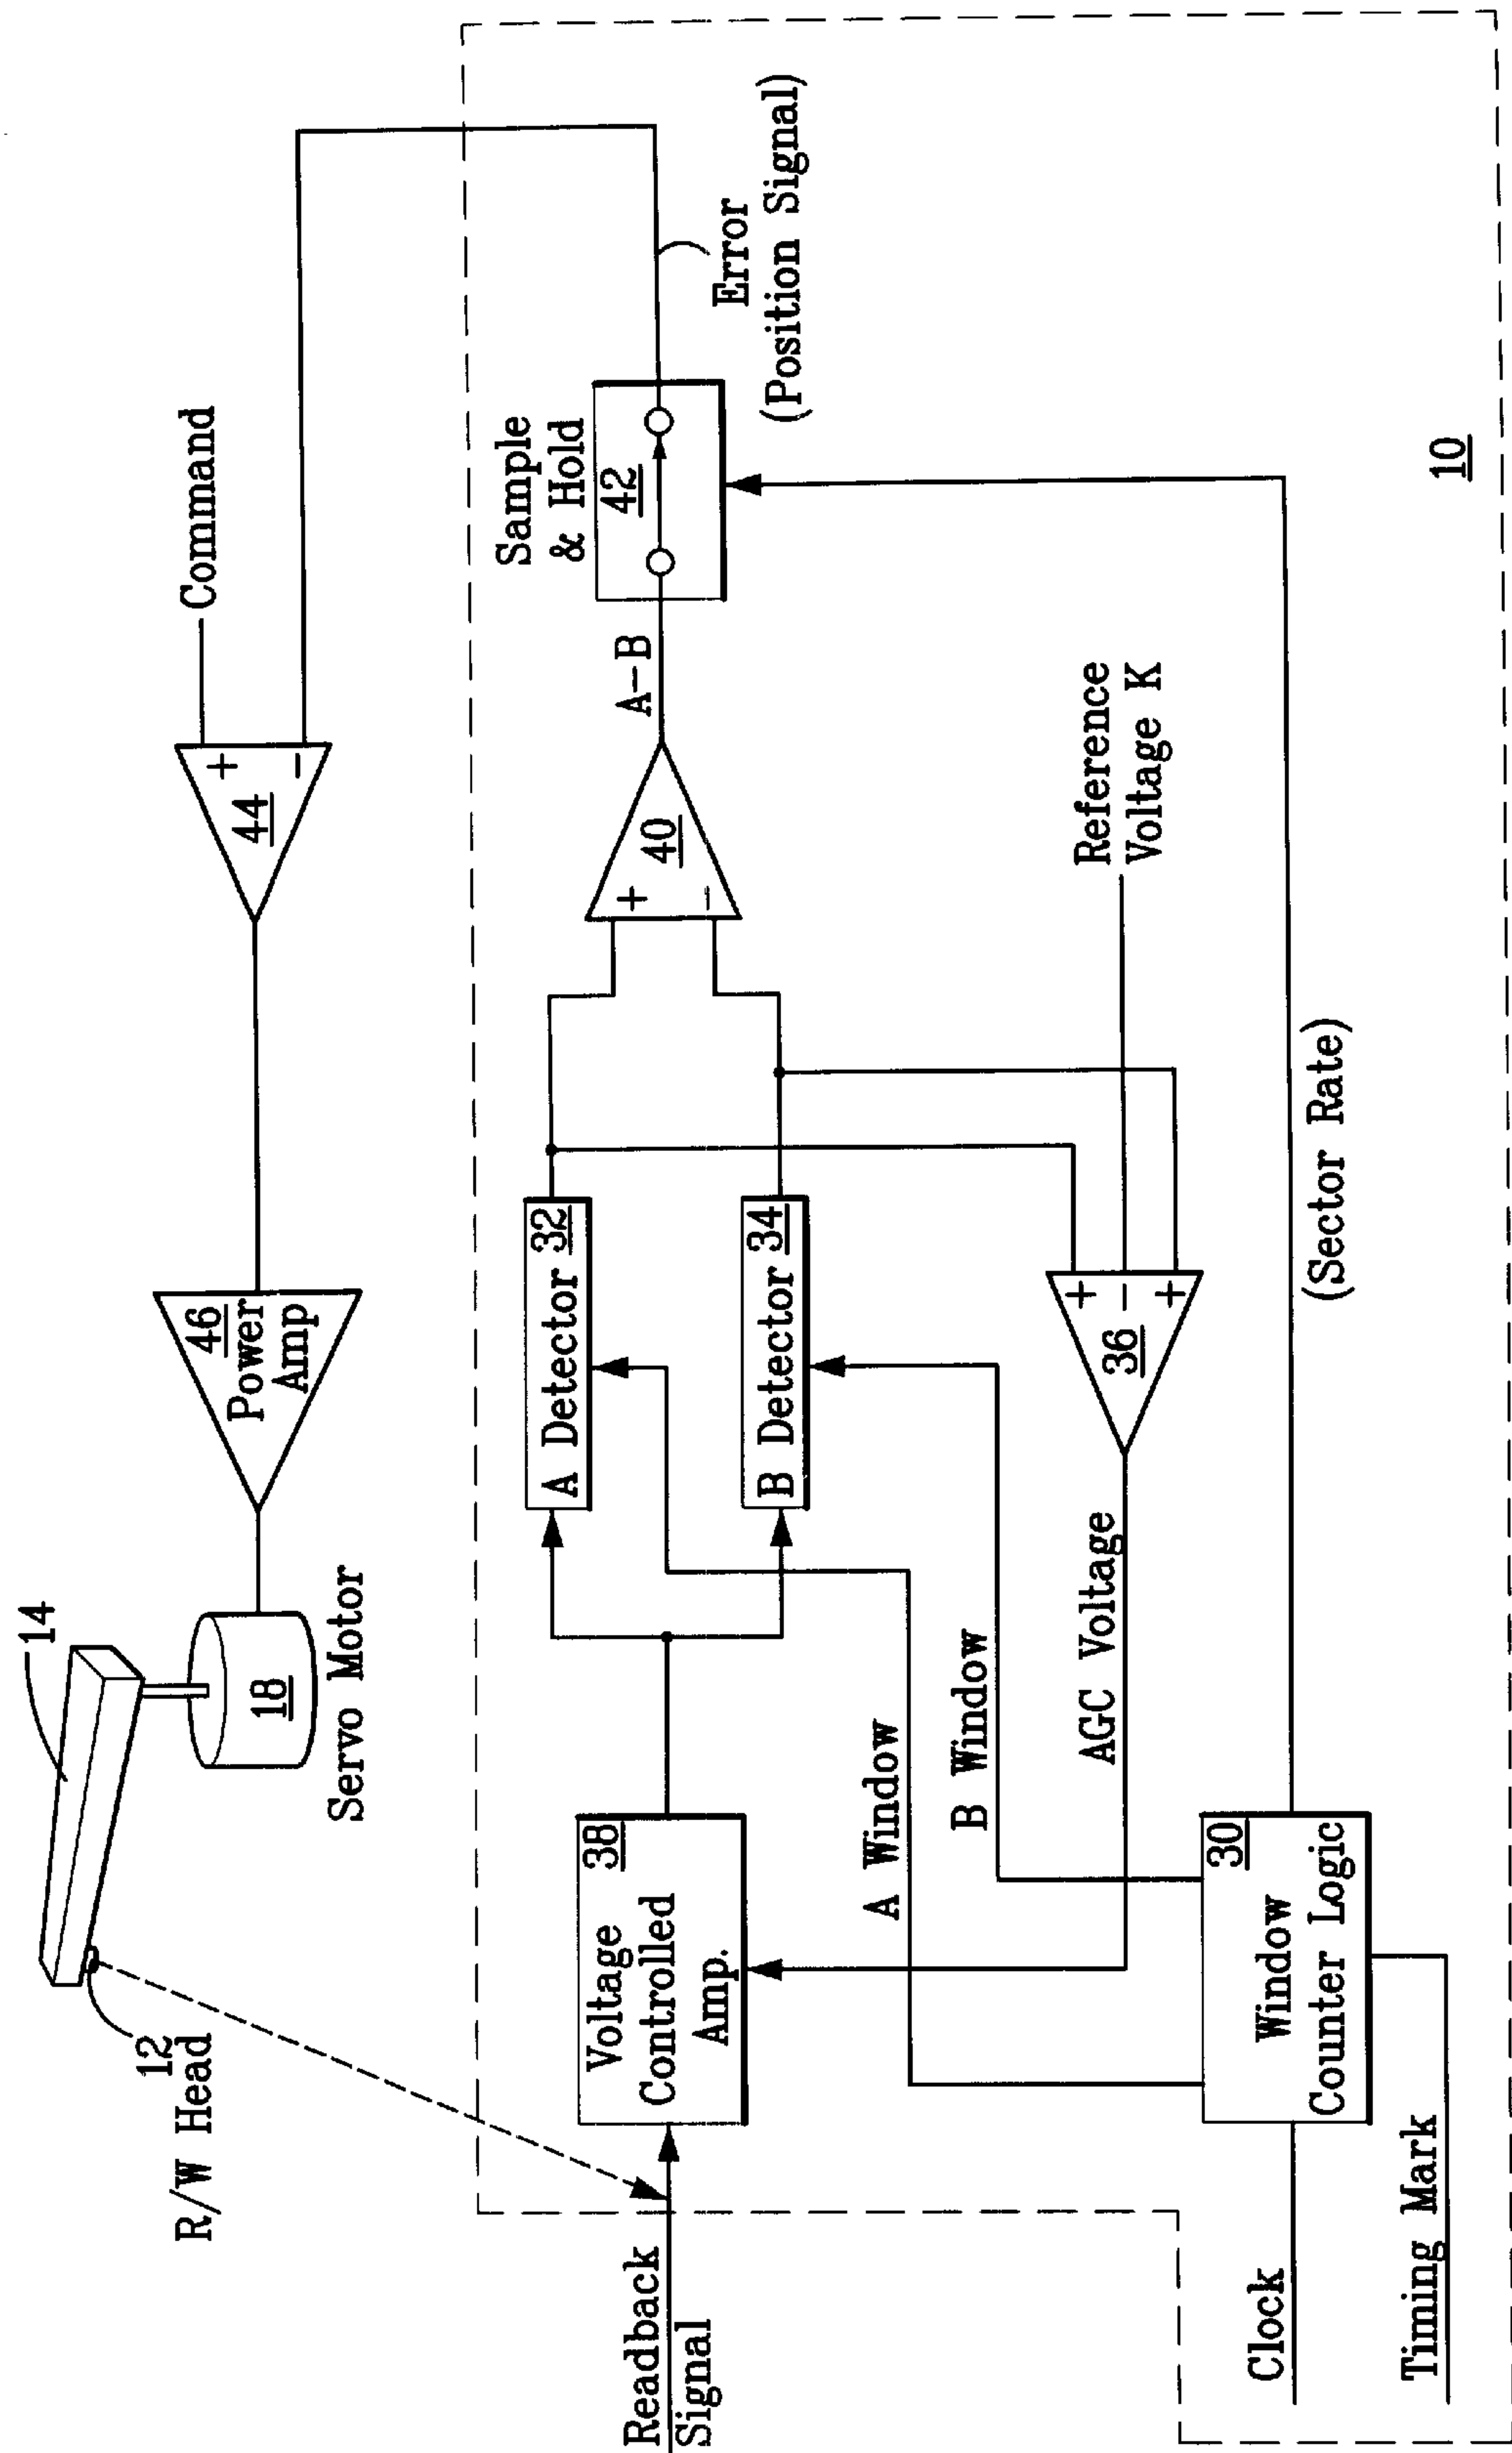 14
12
R/W Head
18
Servo Motor
46
Power
Amp
44
+
−
Command
Readback
Signal
38
Voltage
Controlled
Amp.
A Detector 32
B Detector 34
+
−
40
A−B
Sample
& Hold
42
Error
(Position Signal)
A Window
B Window
AGC Voltage
36
+
−
+
Reference
Voltage K
30
Window
Counter Logic
(Sector Rate)
Clock
Timing Mark
10